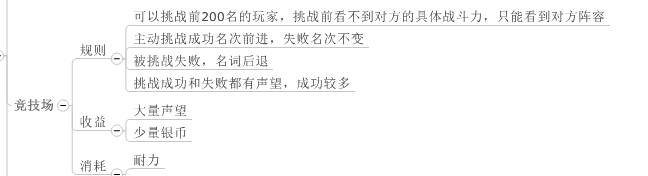 可以挑战前200名的玩家，挑战前看不到对方的具体战斗力，只能看到对方阵容
主动挑战成功名次前进，失败名次不变
规则
被挑战失败，名词后退
挑战成功和失败都有声望，成功较多
竞技场
大量声望
收益
少量银币
耐力
消耗